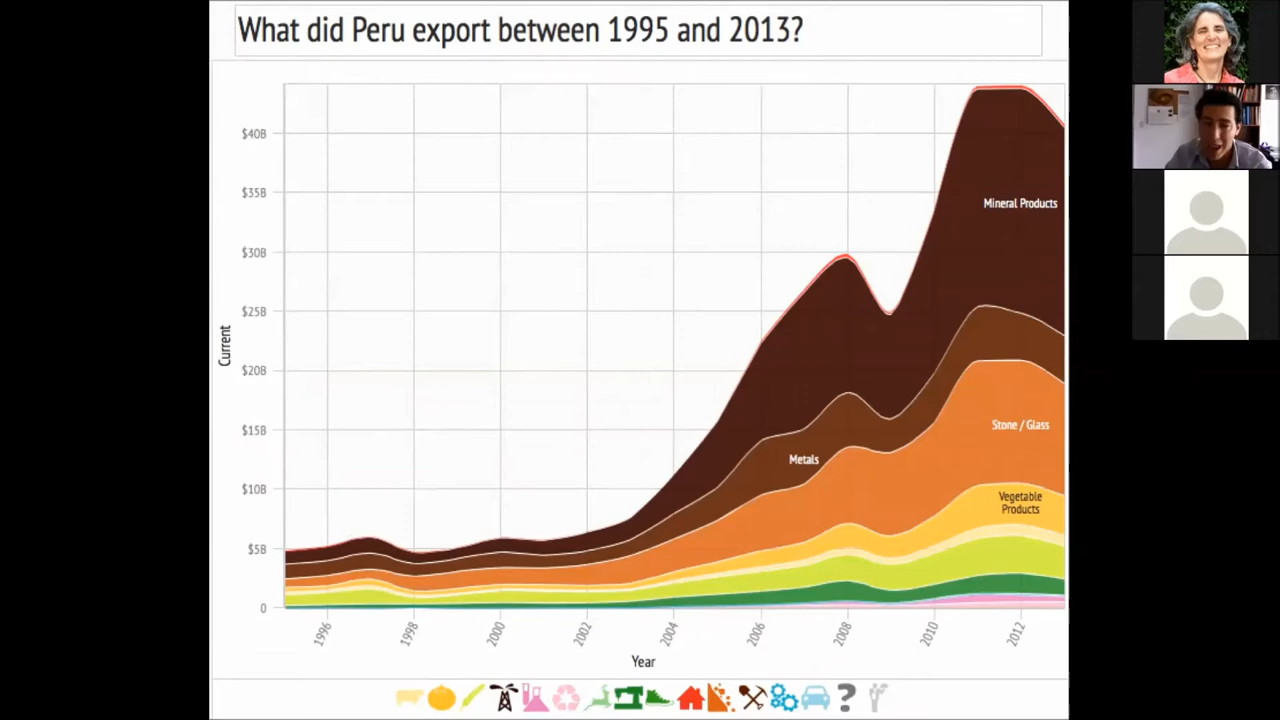 What did Peru export between 1995 and 2013?
$40B
$35B
$30B
$25B
$20B
$15B
$10B
$5B
0
Current
Mineral Products
Metals
Stone / Glass
Vegetable
Products
1996
1998
2000
2002
2004
2006
2008
2010
2012
Year
?